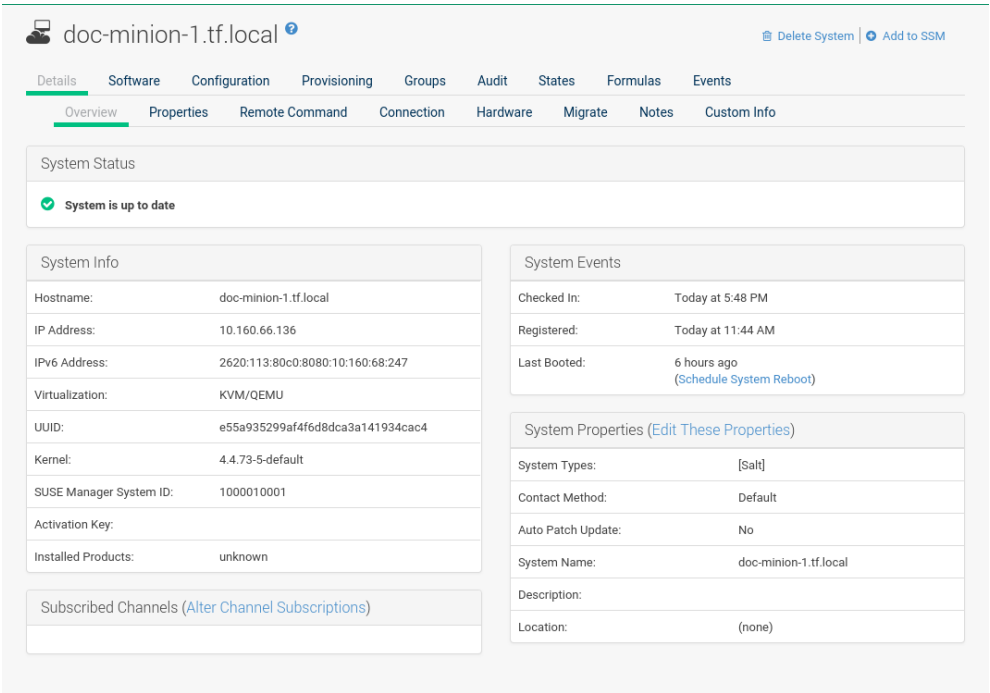 doc-minion-1.tf.local ?
Delete System | Add to SSM
Details Software Configuration Provisioning Groups Audit States Formulas Events
Overview Properties Remote Command Connection Hardware Migrate Notes Custom Info
System Status
System is up to date
System Info
Hostname: doc-minion-1.tf.local
IP Address: 10.160.66.136
IPv6 Address: 2620:113:80c0:8080:10:160:68:247
Virtualization: KVM/QEMU
UUID: e55a935299af4f6d8dca3a141934cac4
Kernel: 4.4.73-5-default
SUSE Manager System ID: 1000010001
Activation Key:
Installed Products: unknown
Subscribed Channels (Alter Channel Subscriptions)
System Events
Checked In: Today at 5:48 PM
Registered: Today at 11:44 AM
Last Booted: 6 hours ago
(Schedule System Reboot)
System Properties (Edit These Properties)
System Types: [Salt]
Contact Method: Default
Auto Patch Update: No
System Name: doc-minion-1.tf.local
Description:
Location: (none)